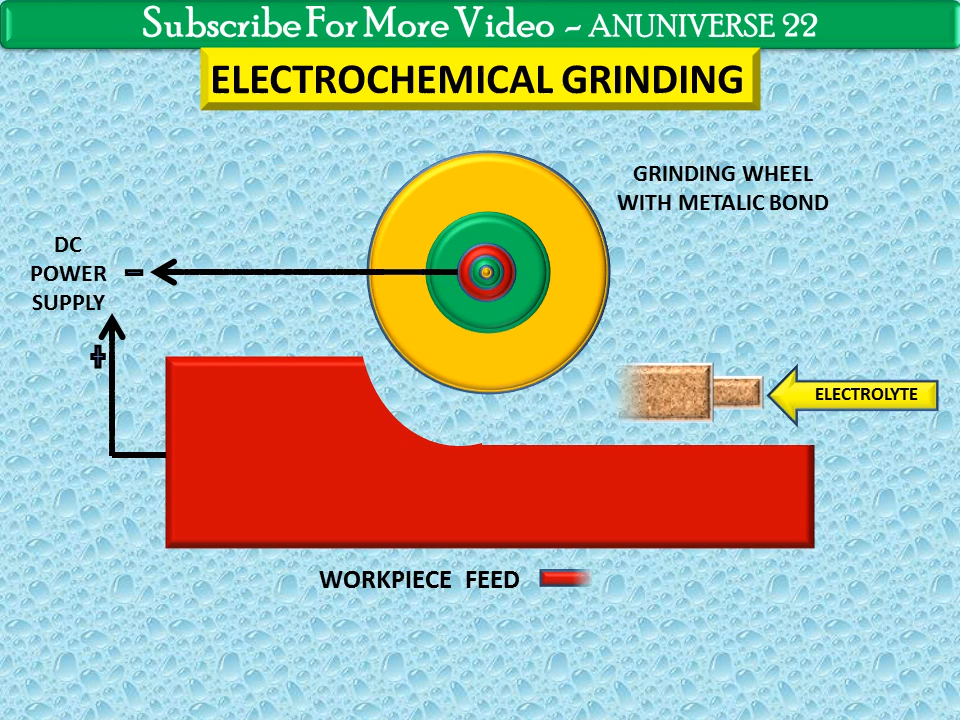 Subscribe For More Video ~ ANUNIVERSE 22
ELECTROCHEMICAL GRINDING
GRINDING WHEEL
WITH METALIC BOND
DC
POWER
SUPPLY
−
+
ELECTROLYTE
WORKPIECE FEED